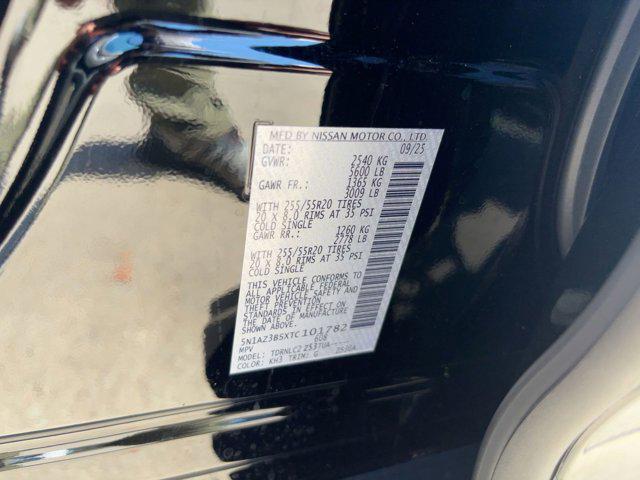 MFD BY NISSAN MOTOR CO., LTD.
DATE: 09/25
GVWR: 2540 KG
5600 LB
GAWR FR.: 1365 KG
3009 LB
WITH 255/55R20 TIRES
20 X 8.0 RIMS AT 35 PSI
COLD SINGLE
GAWR RR.: 1260 KG
2778 LB
WITH 255/55R20 TIRES
20 X 8.0 RIMS AT 35 PSI
COLD SINGLE
THIS VEHICLE CONFORMS TO
ALL APPLICABLE FEDERAL
MOTOR VEHICLE SAFETY AND
THEFT PREVENTION
STANDARDS IN EFFECT ON
THE DATE OF MANUFACTURE
SHOWN ABOVE.
5N1AZ3BSXTC101782
MPV 608
MODEL: TDRNLC2
COLOR: KH3 TRIM: G